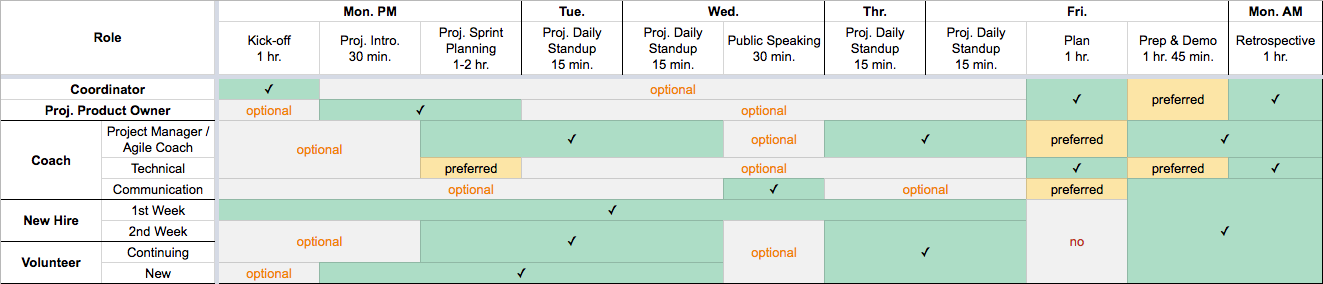 Role
Mon. PM
Tue.
Wed.
Thr.
Fri.
Mon. AM
Kick-off
1 hr.
Proj. Intro.
30 min.
Proj. Sprint
Planning
1-2 hr.
Proj. Daily
Standup
15 min.
Proj. Daily
Standup
15 min.
Public Speaking
30 min.
Proj. Daily
Standup
15 min.
Proj. Daily
Standup
15 min.
Plan
1 hr.
Prep & Demo
1 hr. 45 min.
Retrospective
1 hr.
Coordinator
✓
optional
✓
preferred
✓
Proj. Product Owner
optional
✓
optional
Coach
Project Manager /
Agile Coach
optional
✓
optional
✓
preferred
✓
Technical
preferred
optional
✓
preferred
✓
Communication
optional
✓
optional
preferred
✓
New Hire
1st Week
✓
no
2nd Week
optional
✓
optional
✓
Volunteer
Continuing
New
optional
✓